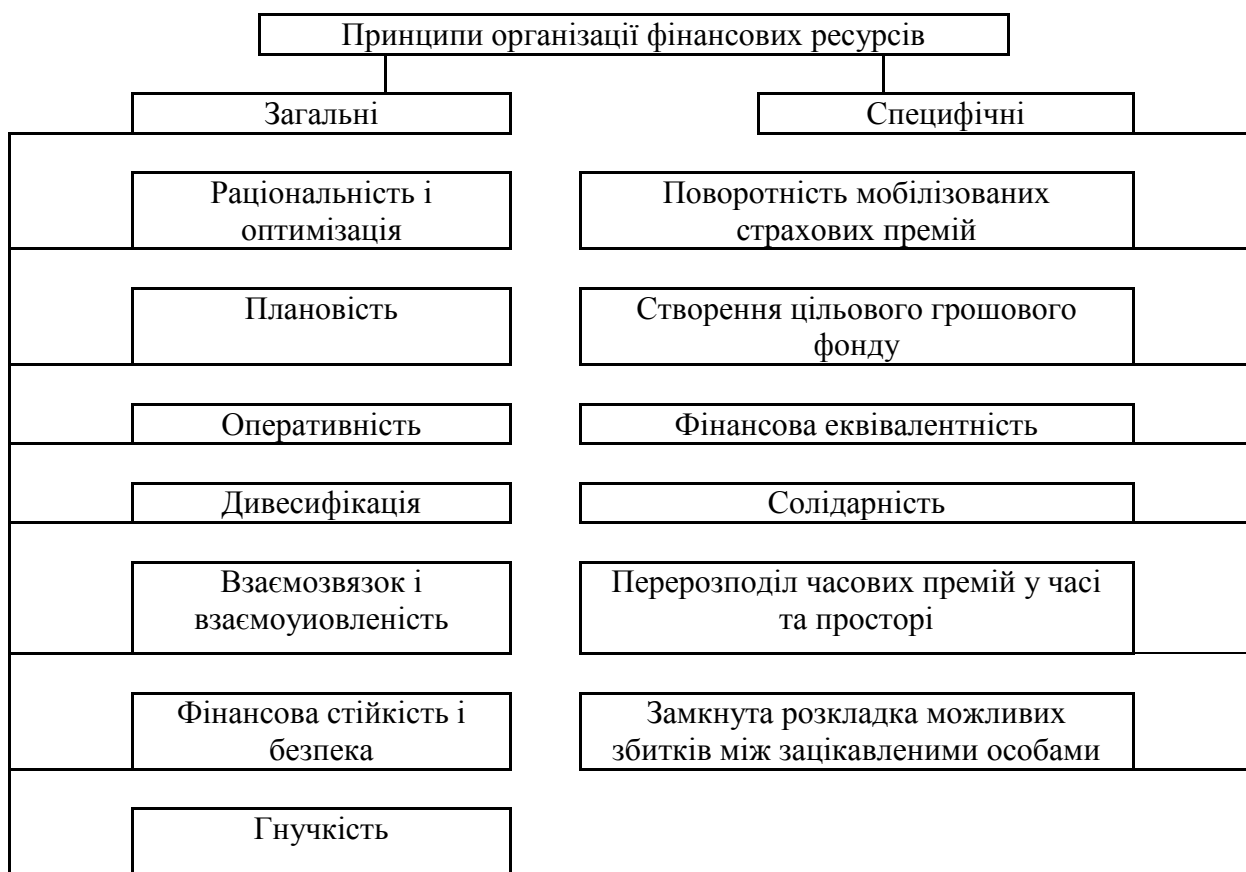 Принципи організації фінансових ресурсів
Загальні
Специфічні
Раціональність і
оптимізація
Поворотність мобілізованих
страхових премій
Плановість
Створення цільового грошового
фонду
Оперативність
Фінансова еквівалентність
Дивесифікація
Солідарність
Взаємозвязок і
взаємоуиовленість
Перерозподіл часових премій у часі
та просторі
Фінансова стійкість і
безпека
Замкнута розкладка можливих
збитків між зацікавленими особами
Гнучкість